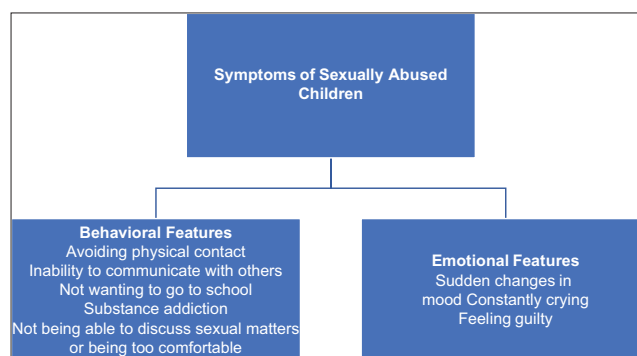 Symptoms of Sexually Abused
Children
Behavioral Features
Avoiding physical contact
Inability to communicate with others
Not wanting to go to school
Substance addiction
Not being able to discuss sexual matters
or being too comfortable
Emotional Features
Sudden changes in
mood Constantly crying
Feeling guilty